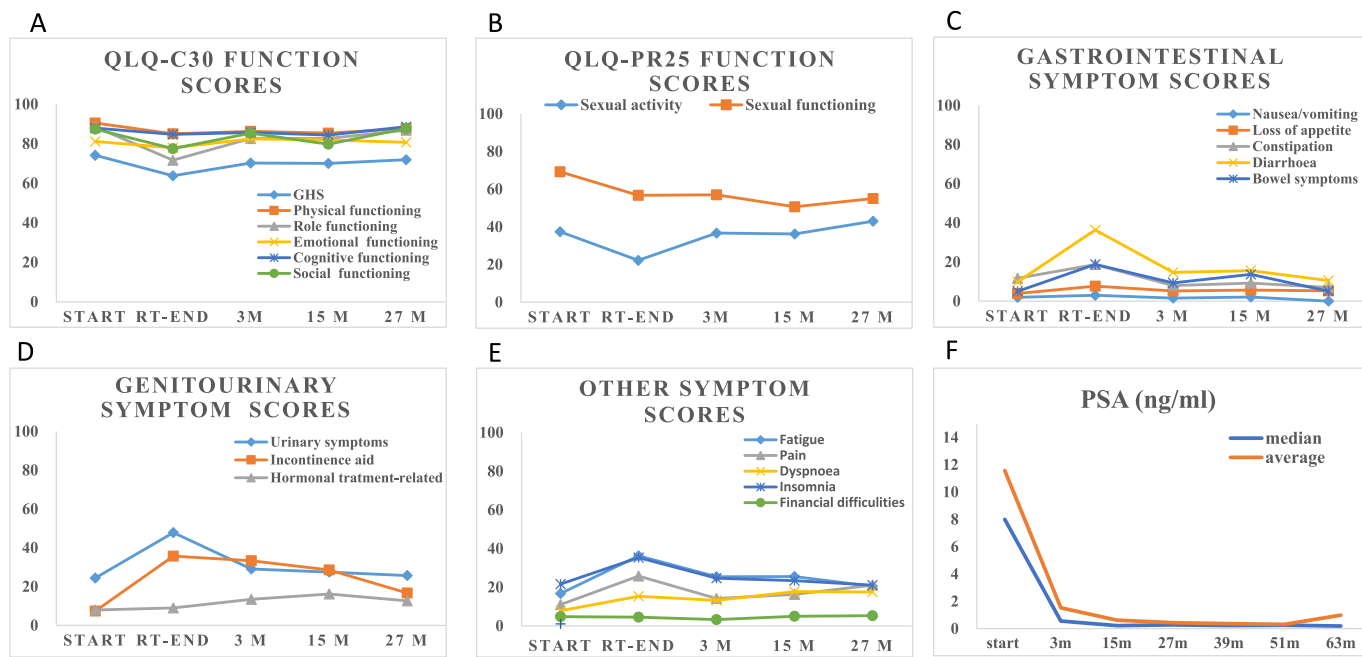 A
QLQ-C30 FUNCTION
SCORES
100
80
60
40
20
0
GHS
Physical functioning
Role functioning
Emotional functioning
Cognitive functioning
Social functioning
START RT-END 3M 15 M 27 M
B
QLQ-PR25 FUNCTION
SCORES
Sexual activity Sexual functioning
100
80
60
40
20
0
START RT-END 3M 15 M 27 M
C
GASTROINTESTINAL
SYMPTOM SCORES
100
80
60
40
20
0
Nausea/vomiting
Loss of appetite
Constipation
Diarrhoea
Bowel symptoms
START RT-END 3 M 15 M 27 M
D
GENITOURINARY
SYMPTOM SCORES
100
80
60
40
20
0
Urinary symptoms
Incontinence aid
Hormonal tratment-related
START RT-END 3 M 15 M 27 M
E
OTHER SYMPTOM
SCORES
100
80
60
40
20
0
Fatigue
Pain
Dyspnoea
Insomnia
Financial difficulities
START RT-END 3 M 15 M 27 M
F
PSA (ng/ml)
14
12
10
8
6
4
2
0
median
average
start 3m 15m 27m 39m 51m 63m